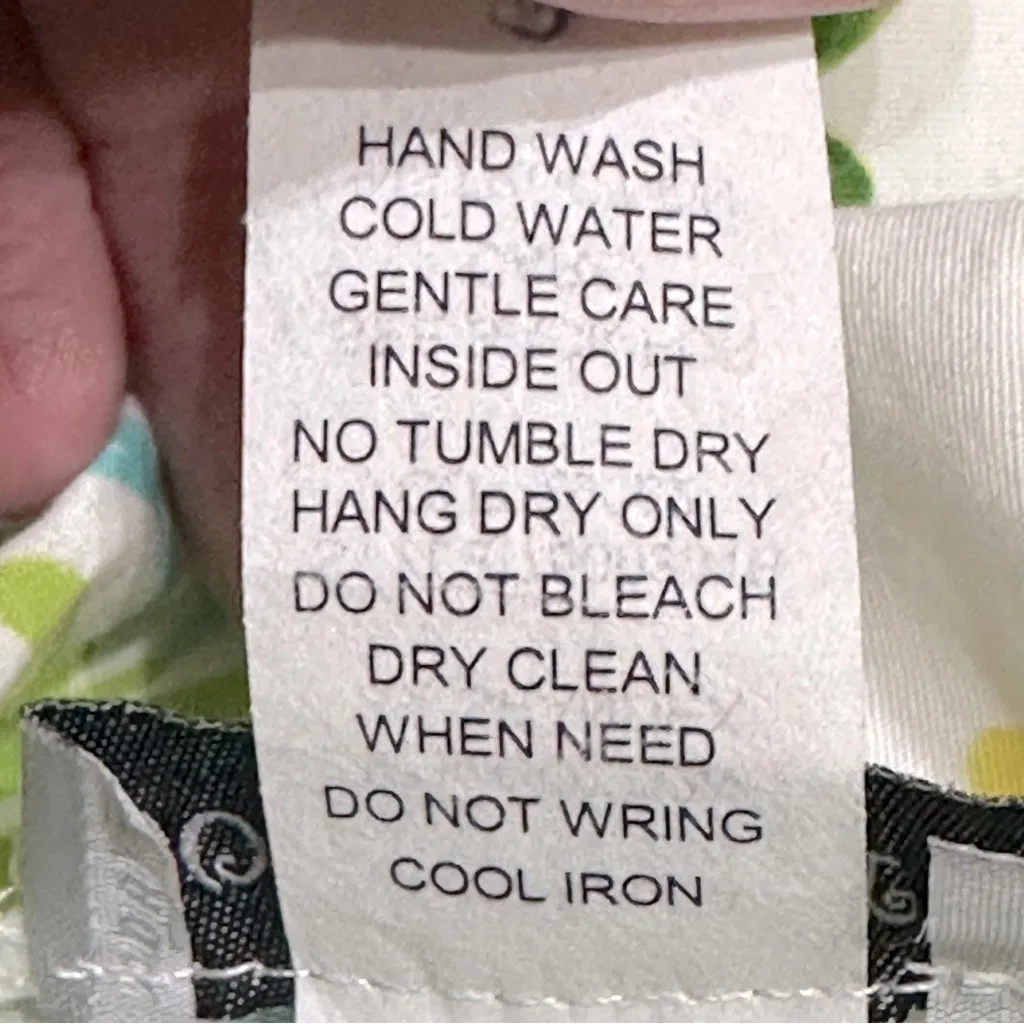 HAND WASH
COLD WATER
GENTLE CARE
INSIDE OUT
NO TUMBLE DRY
HANG DRY ONLY
DO NOT BLEACH
DRY CLEAN
WHEN NEED
DO NOT WRING
COOL IRON